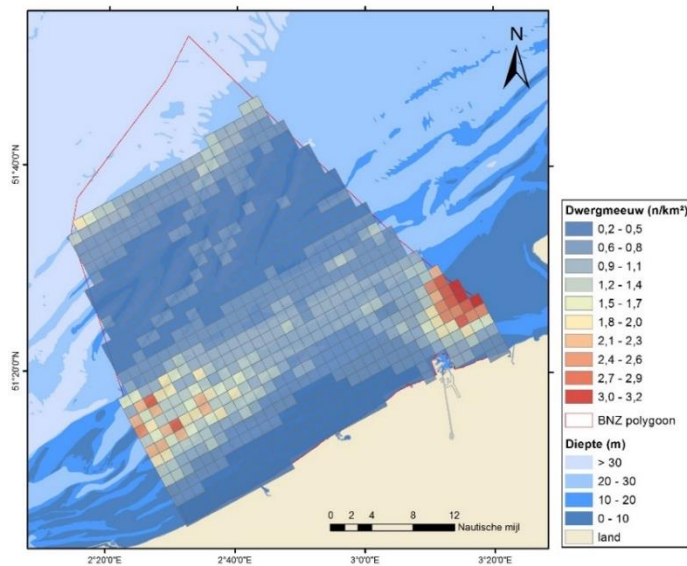 N
51°40'0"N
51°20'0"N
2°20'0"E
2°40'0"E
3°0'0"E
3°20'0"E
0 2 4 8 12
Nautische mijl
Dwergmeeuw (n/km²)
0,2 - 0,5
0,6 - 0,8
0,9 - 1,1
1,2 - 1,4
1,5 - 1,7
1,8 - 2,0
2,1 - 2,3
2,4 - 2,6
2,7 - 2,9
3,0 - 3,2
BNZ polygoon
Diepte (m)
> 30
20 - 30
10 - 20
0 - 10
land